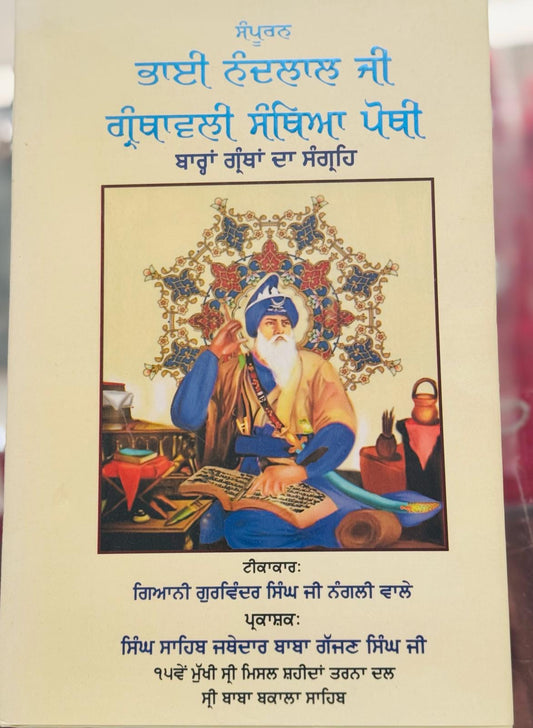 ਸੰਪੂਰਨ
ਭਾਈ ਨੰਦਲਾਲ ਜੀ
ਗ੍ਰੰਥਾਵਲੀ ਸੰਥਿਆ ਪੋਥੀ
ਬਾਰ੍ਹਾਂ ਗ੍ਰੰਥਾਂ ਦਾ ਸੰਗ੍ਰਹਿ
ਟੀਕਾਕਾਰ:
ਗਿਆਨੀ ਗੁਰਵਿੰਦਰ ਸਿੰਘ ਜੀ ਨੰਗਲੀ ਵਾਲੇ
ਪ੍ਰਕਾਸ਼ਕ:
ਸਿੰਘ ਸਾਹਿਬ ਜਥੇਦਾਰ ਬਾਬਾ ਗੱਜਣ ਸਿੰਘ ਜੀ
੧੫ਵੇਂ ਮੁੱਖੀ ਸ੍ਰੀ ਮਿਸਲ ਸ਼ਹੀਦਾਂ ਤਰਨਾ ਦਲ
ਸ੍ਰੀ ਬਾਬਾ ਬਕਾਲਾ ਸਾਹਿਬ